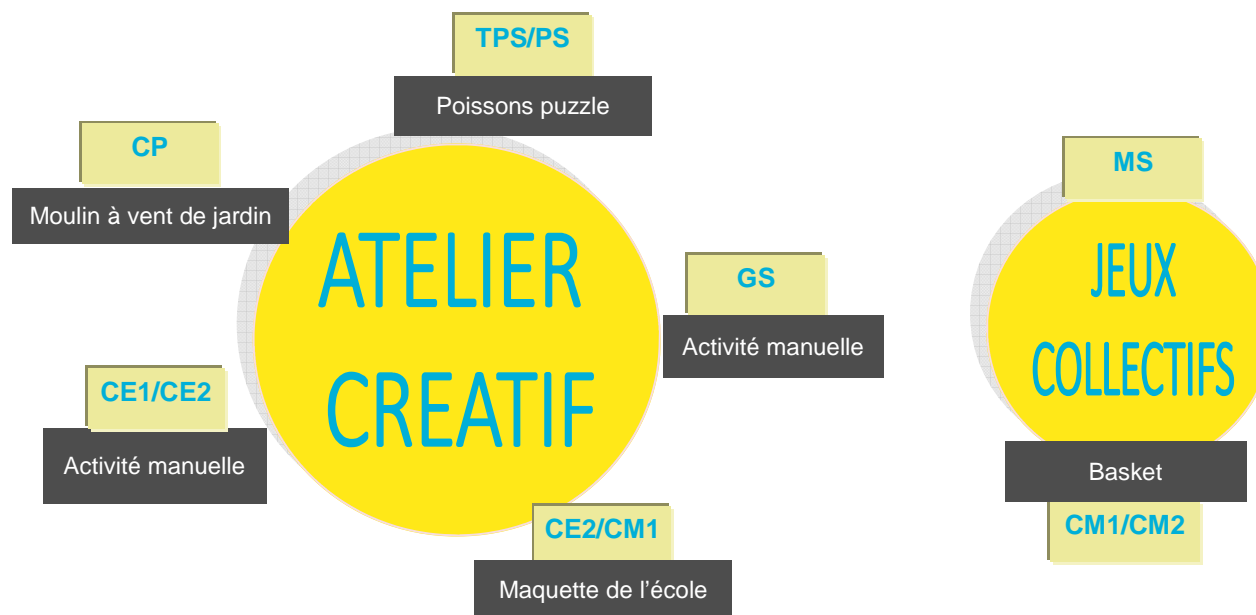 TPS/PS
Poissons puzzle
CP
Moulin à vent de jardin
ATELIER
CREATIF
GS
Activité manuelle
CE1/CE2
Activité manuelle
CE2/CM1
Maquette de l'école
MS
JEUX
COLLECTIFS
Basket
CM1/CM2